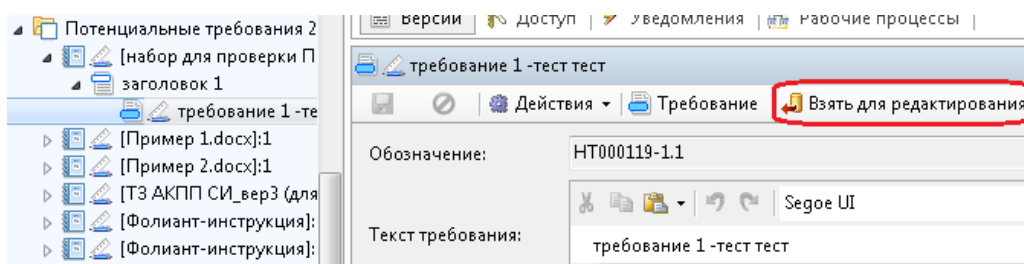 Потенциальные требования 2
[набор для проверки П
заголовок 1
требование 1 -те
[Пример 1.docx]:1
[Пример 2.docx]:1
[ТЗ АКПП СИ_вер3 (для
[Фолиант-инструкция]:
[Фолиант-инструкция]:
Версии Доступ Уведомления Рабочие процессы
требование 1 -тест тест
Действия Требование Взять для редактирования
Обозначение: НТ000119-1.1
Segoe UI
Текст требования:
требование 1 -тест тест